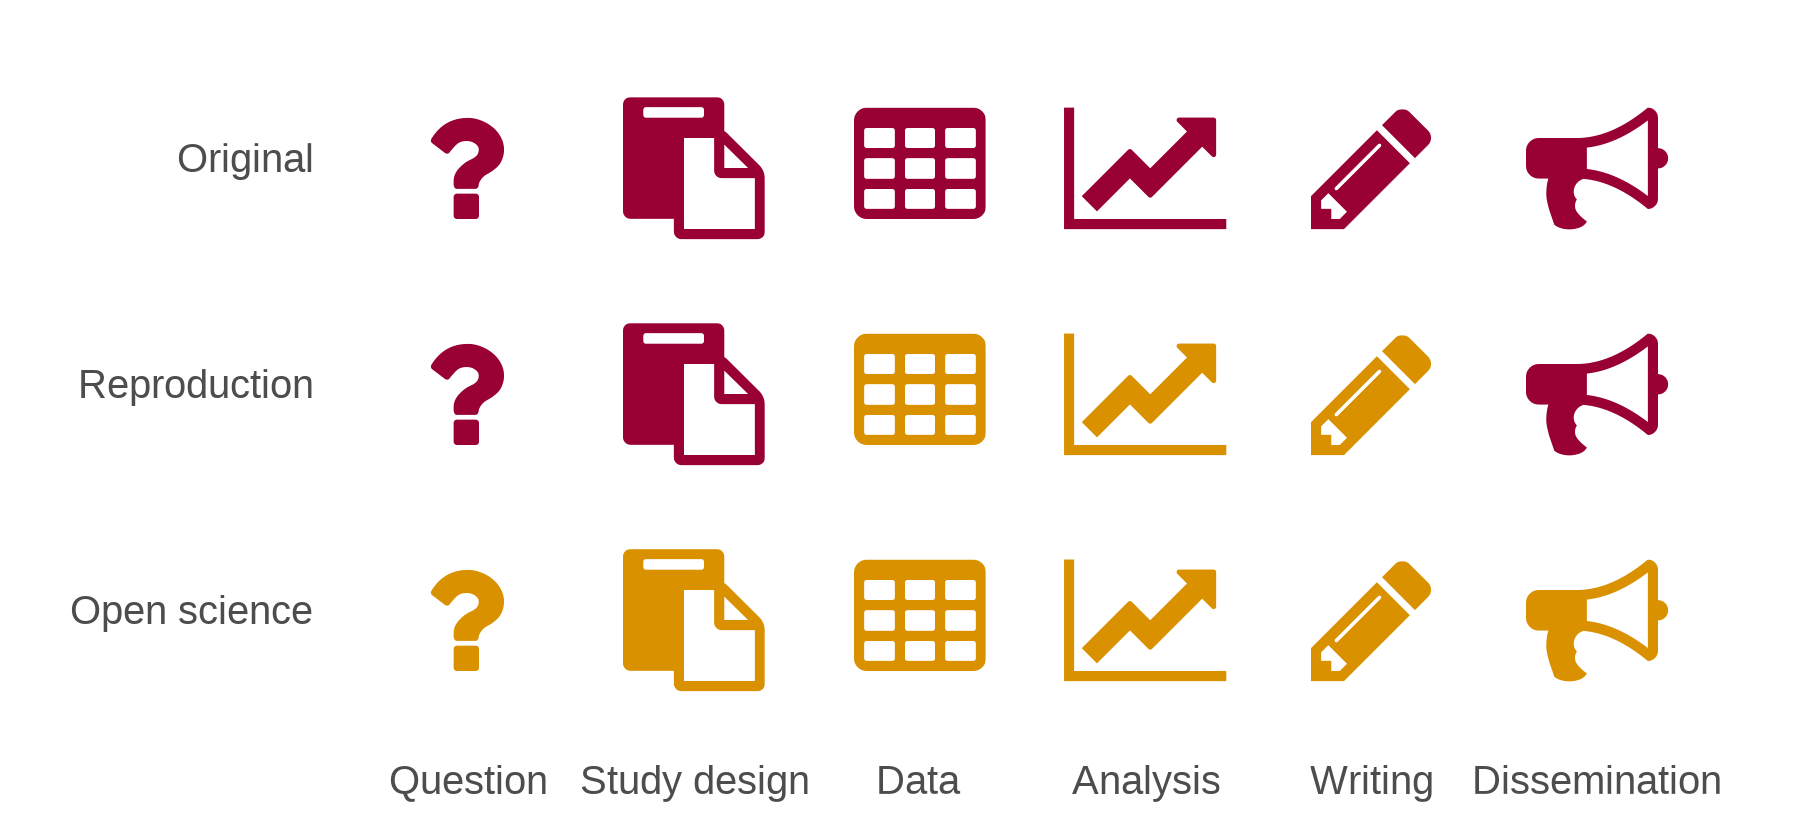 Original
Reproduction
Open science
Question Study design Data Analysis Writing Dissemination